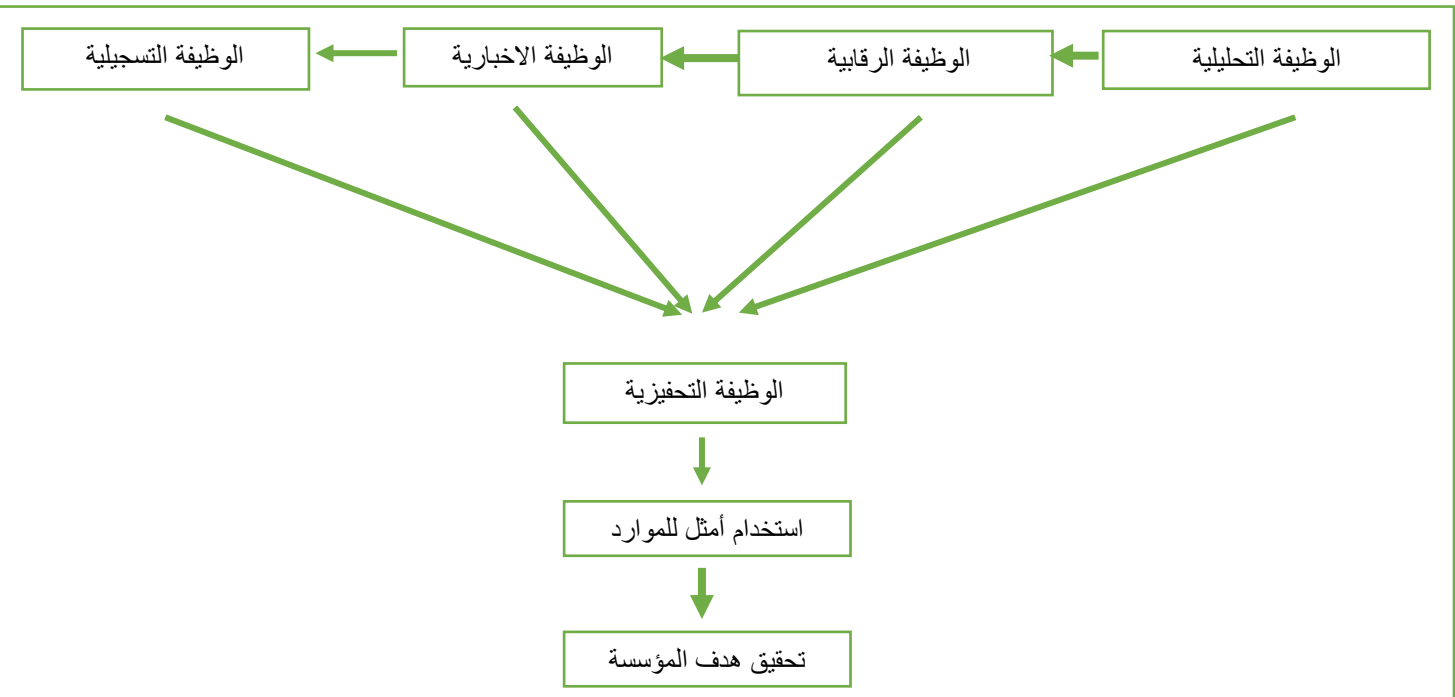 الوظيفة التحليلية
الوظيفة الرقابية
الوظيفة الاخبارية
الوظيفة التسجيلية
الوظيفة التحفيزية
استخدام أمثل للموارد
تحقيق هدف المؤسسة